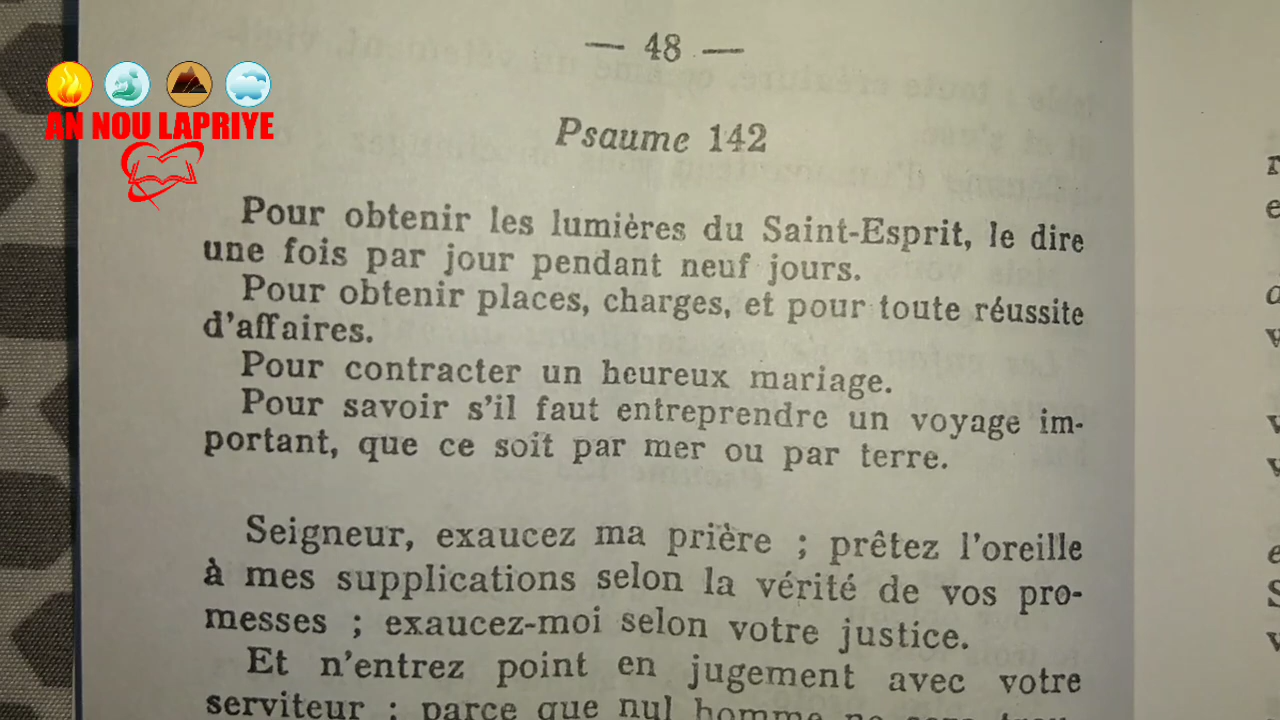 — 48 —
AN NOU LAPRIYE
Psaume 142
Pour obtenir les lumières du Saint-Esprit, le dire
une fois par jour pendant neuf jours.
Pour obtenir places, charges, et pour toute réussite
d'affaires.
Pour contracter un heureux mariage.
Pour savoir s'il faut entreprendre un voyage im-
portant, que ce soit par mer ou par terre.
Seigneur, exaucez ma prière ; prêtez l'oreille
à mes supplications selon la vérité de vos pro-
messes ; exaucez-moi selon votre justice.
Et n'entrez point en jugement avec votre
serviteur ; parce que nul homme ne